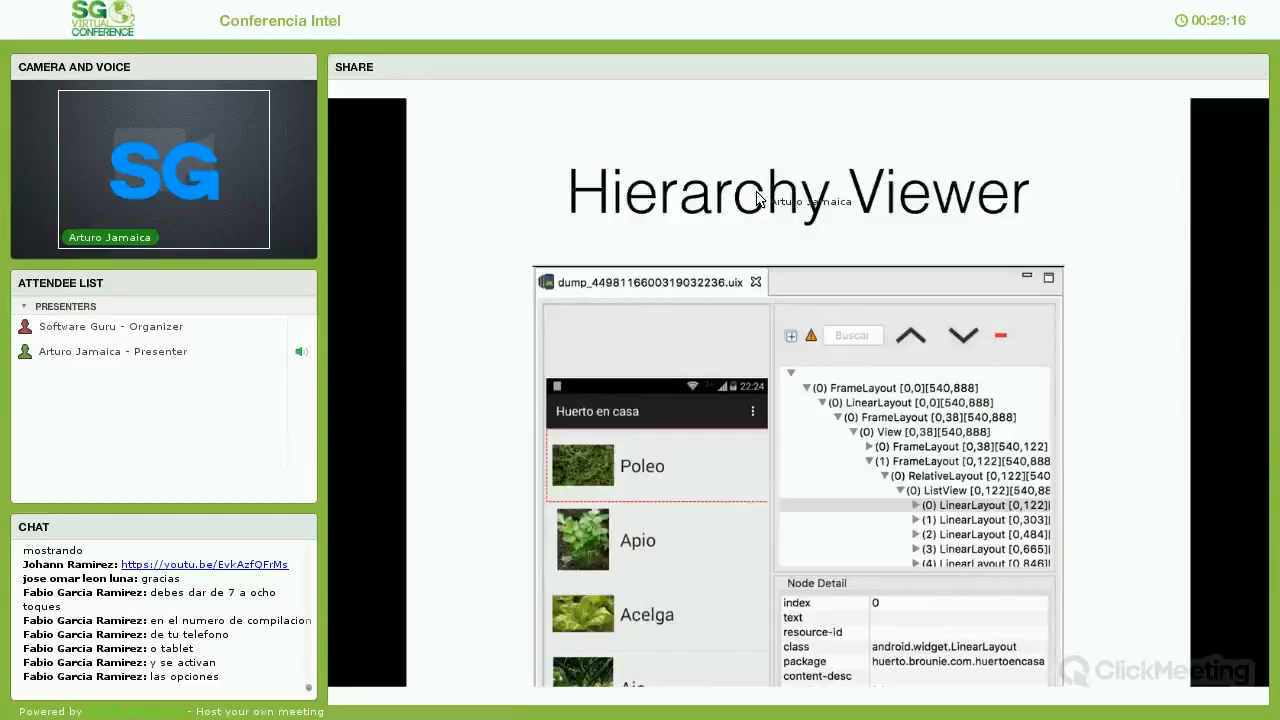 SG
VIRTUAL
CONFERENCE
Conferencia Intel
00:29:16
CAMERA AND VOICE
SG
Arturo Jamaica
ATTENDEE LIST
PRESENTERS
Software Guru - Organizer
Arturo Jamaica - Presenter
CHAT
mostrando
Johann Ramirez: https://youtu.be/EvkAzfQFrMs
jose omar leon luna: gracias
Fabio Garcia Ramirez: debes dar de 7 a ocho
toques
Fabio Garcia Ramirez: en el numero de compilacion
Fabio Garcia Ramirez: de tu telefono
Fabio Garcia Ramirez: o tablet
Fabio Garcia Ramirez: y se activan
Fabio Garcia Ramirez: las opciones
Powered by - Host your own meeting
SHARE
Hierarchy Viewer
Arturo Jamaica
dump_4498116600319032236.uix
22:24
Huerto en casa
Poleo
Apio
Acelga
Buscar
(0) FrameLayout [0,0][540,888]
(0) LinearLayout [0,0][540,888]
(0) FrameLayout [0,38][540,888]
(0) View [0,38][540,888]
(0) FrameLayout [0,38][540,122]
(1) FrameLayout [0,122][540,888
(0) RelativeLayout [0,122][540
(0) ListView [0,122][540,88
(0) LinearLayout [0,122]
(1) LinearLayout [0,303]
(2) LinearLayout [0,484]
(3) LinearLayout [0,665]
(4) LinearLayout [0,846]
Node Detail
index 0
text
resource-id
class android.widget.LinearLayout
package huerto.brounie.com.huertoencasa
content-desc
ClickMeeting